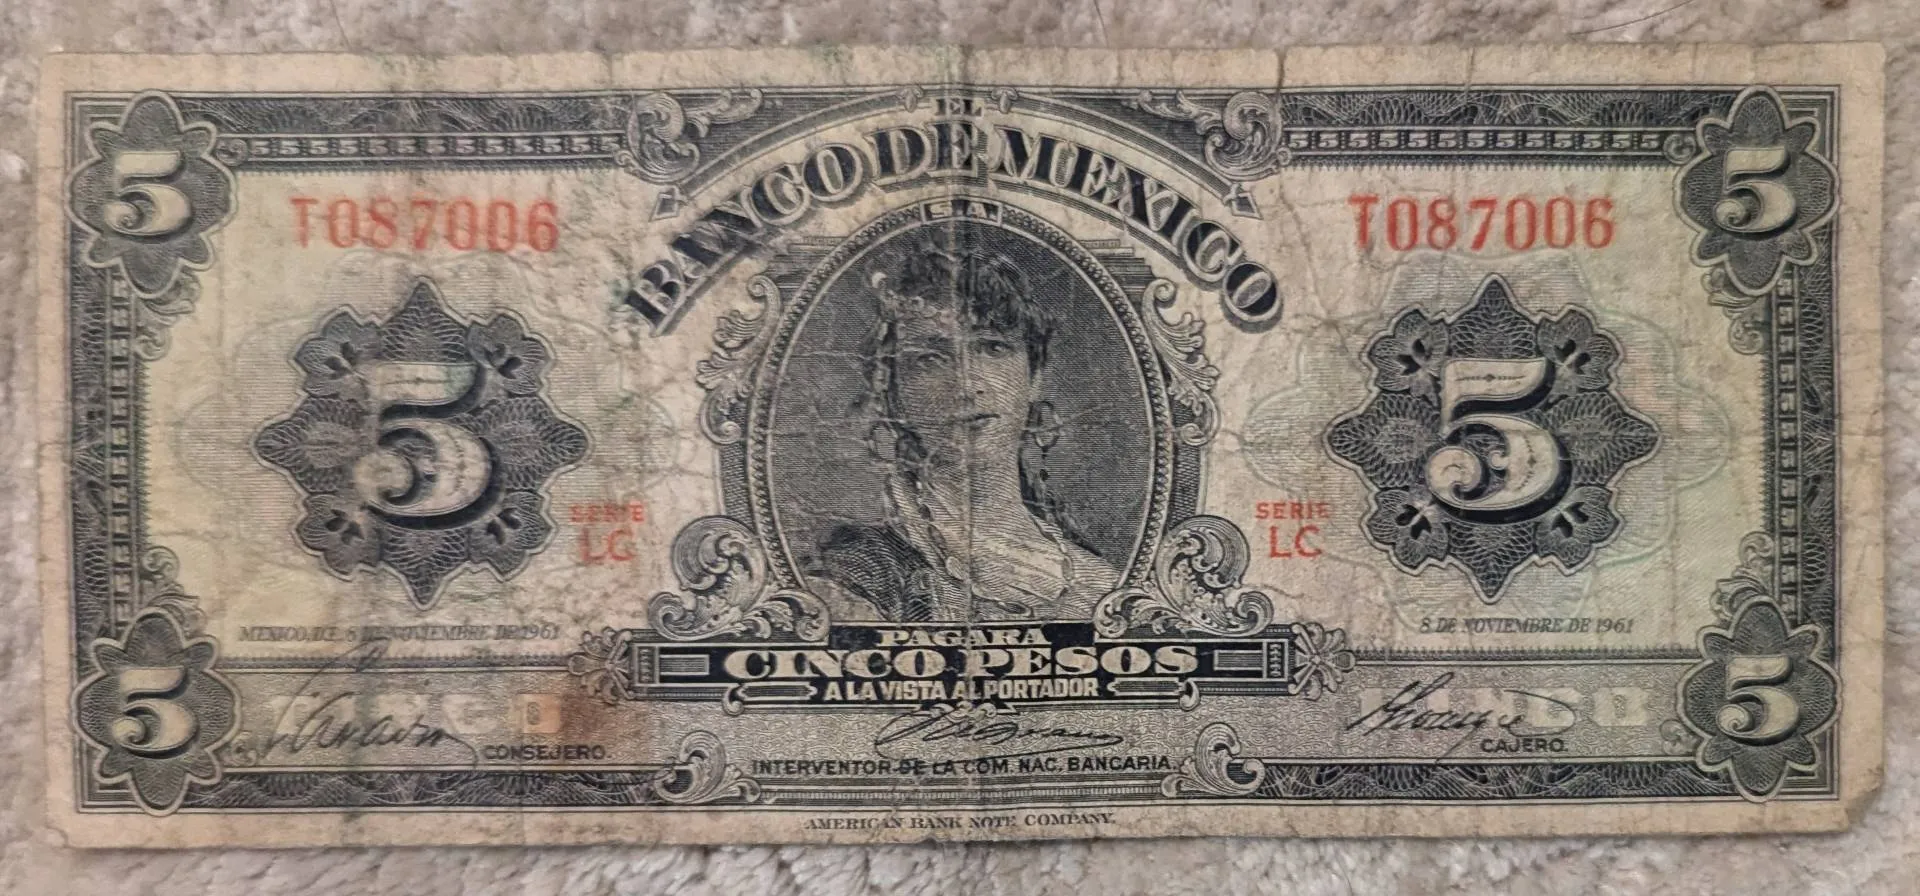 EL
BANCO DE MEXICO
S.A.
5 5
T087006 T087006
5 5
SERIE SERIE
LC LC
MEXICO, D.F. 8 DE NOVIEMBRE DE 1961 8 DE NOVIEMBRE DE 1961
PAGARA
CINCO PESOS
A LA VISTA AL PORTADOR
5 5
CONSEJERO. CAJERO.
INTERVENTOR DE LA COM. NAC. BANCARIA.
AMERICAN BANK NOTE COMPANY.